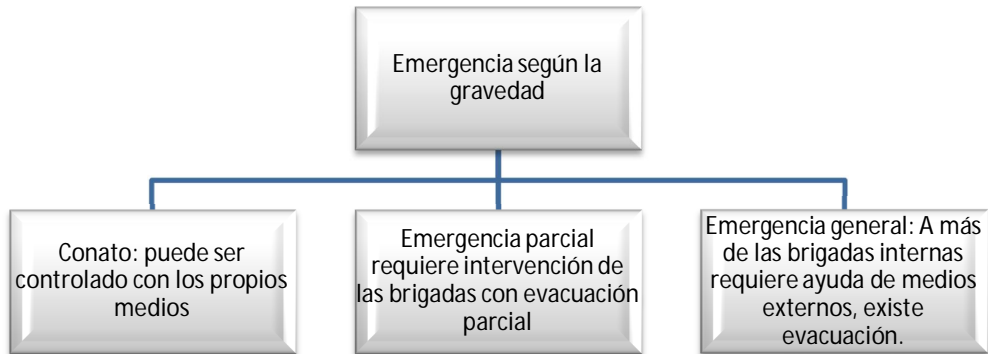 Emergencia según la
gravedad
Conato: puede ser
controlado con los propios
medios
Emergencia parcial
requiere intervención de
las brigadas con evacuación
parcial
Emergencia general: A más
de las brigadas internas
requiere ayuda de medios
externos, existe
evacuación.